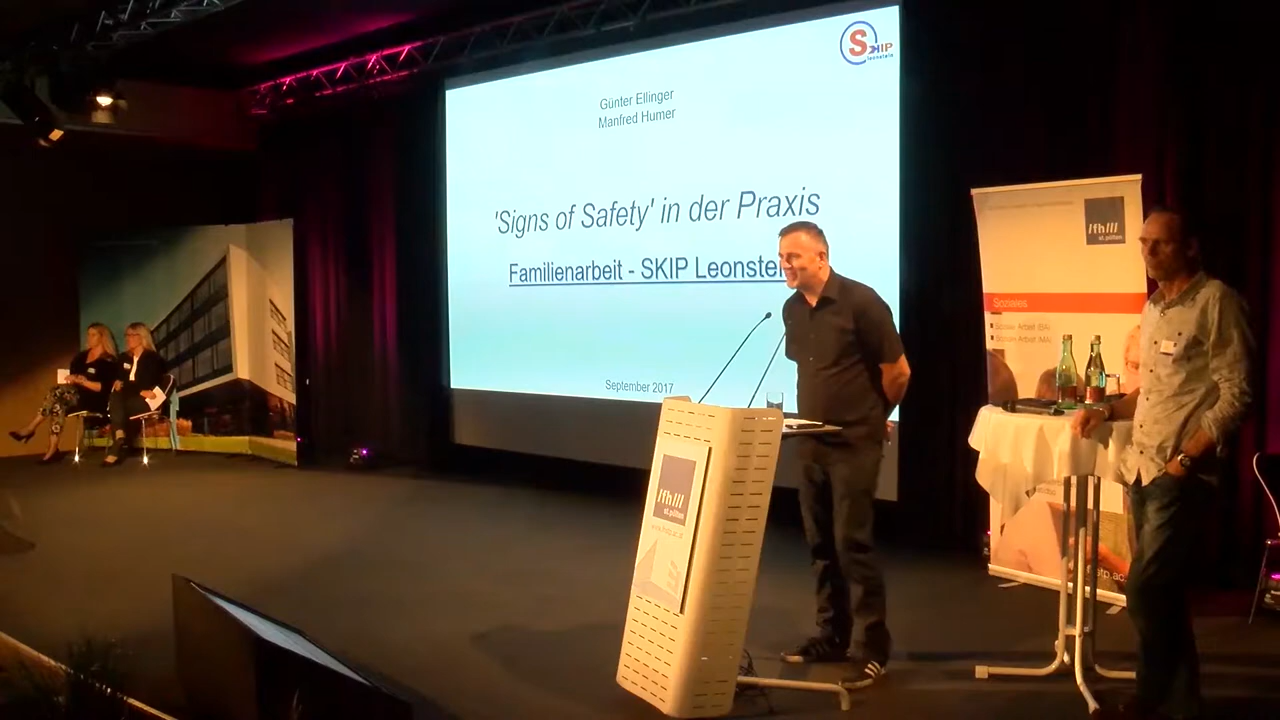 SKIP
leonstein
Günter Ellinger
Manfred Humer
'Signs of Safety' in der Praxis
Familienarbeit - SKIP Leonstei
September 2017
/fh///
st.pölten
Soziales
Soziale Arbeit (BA)
Soziale Arbeit (MA)
/fh///
st.pölten